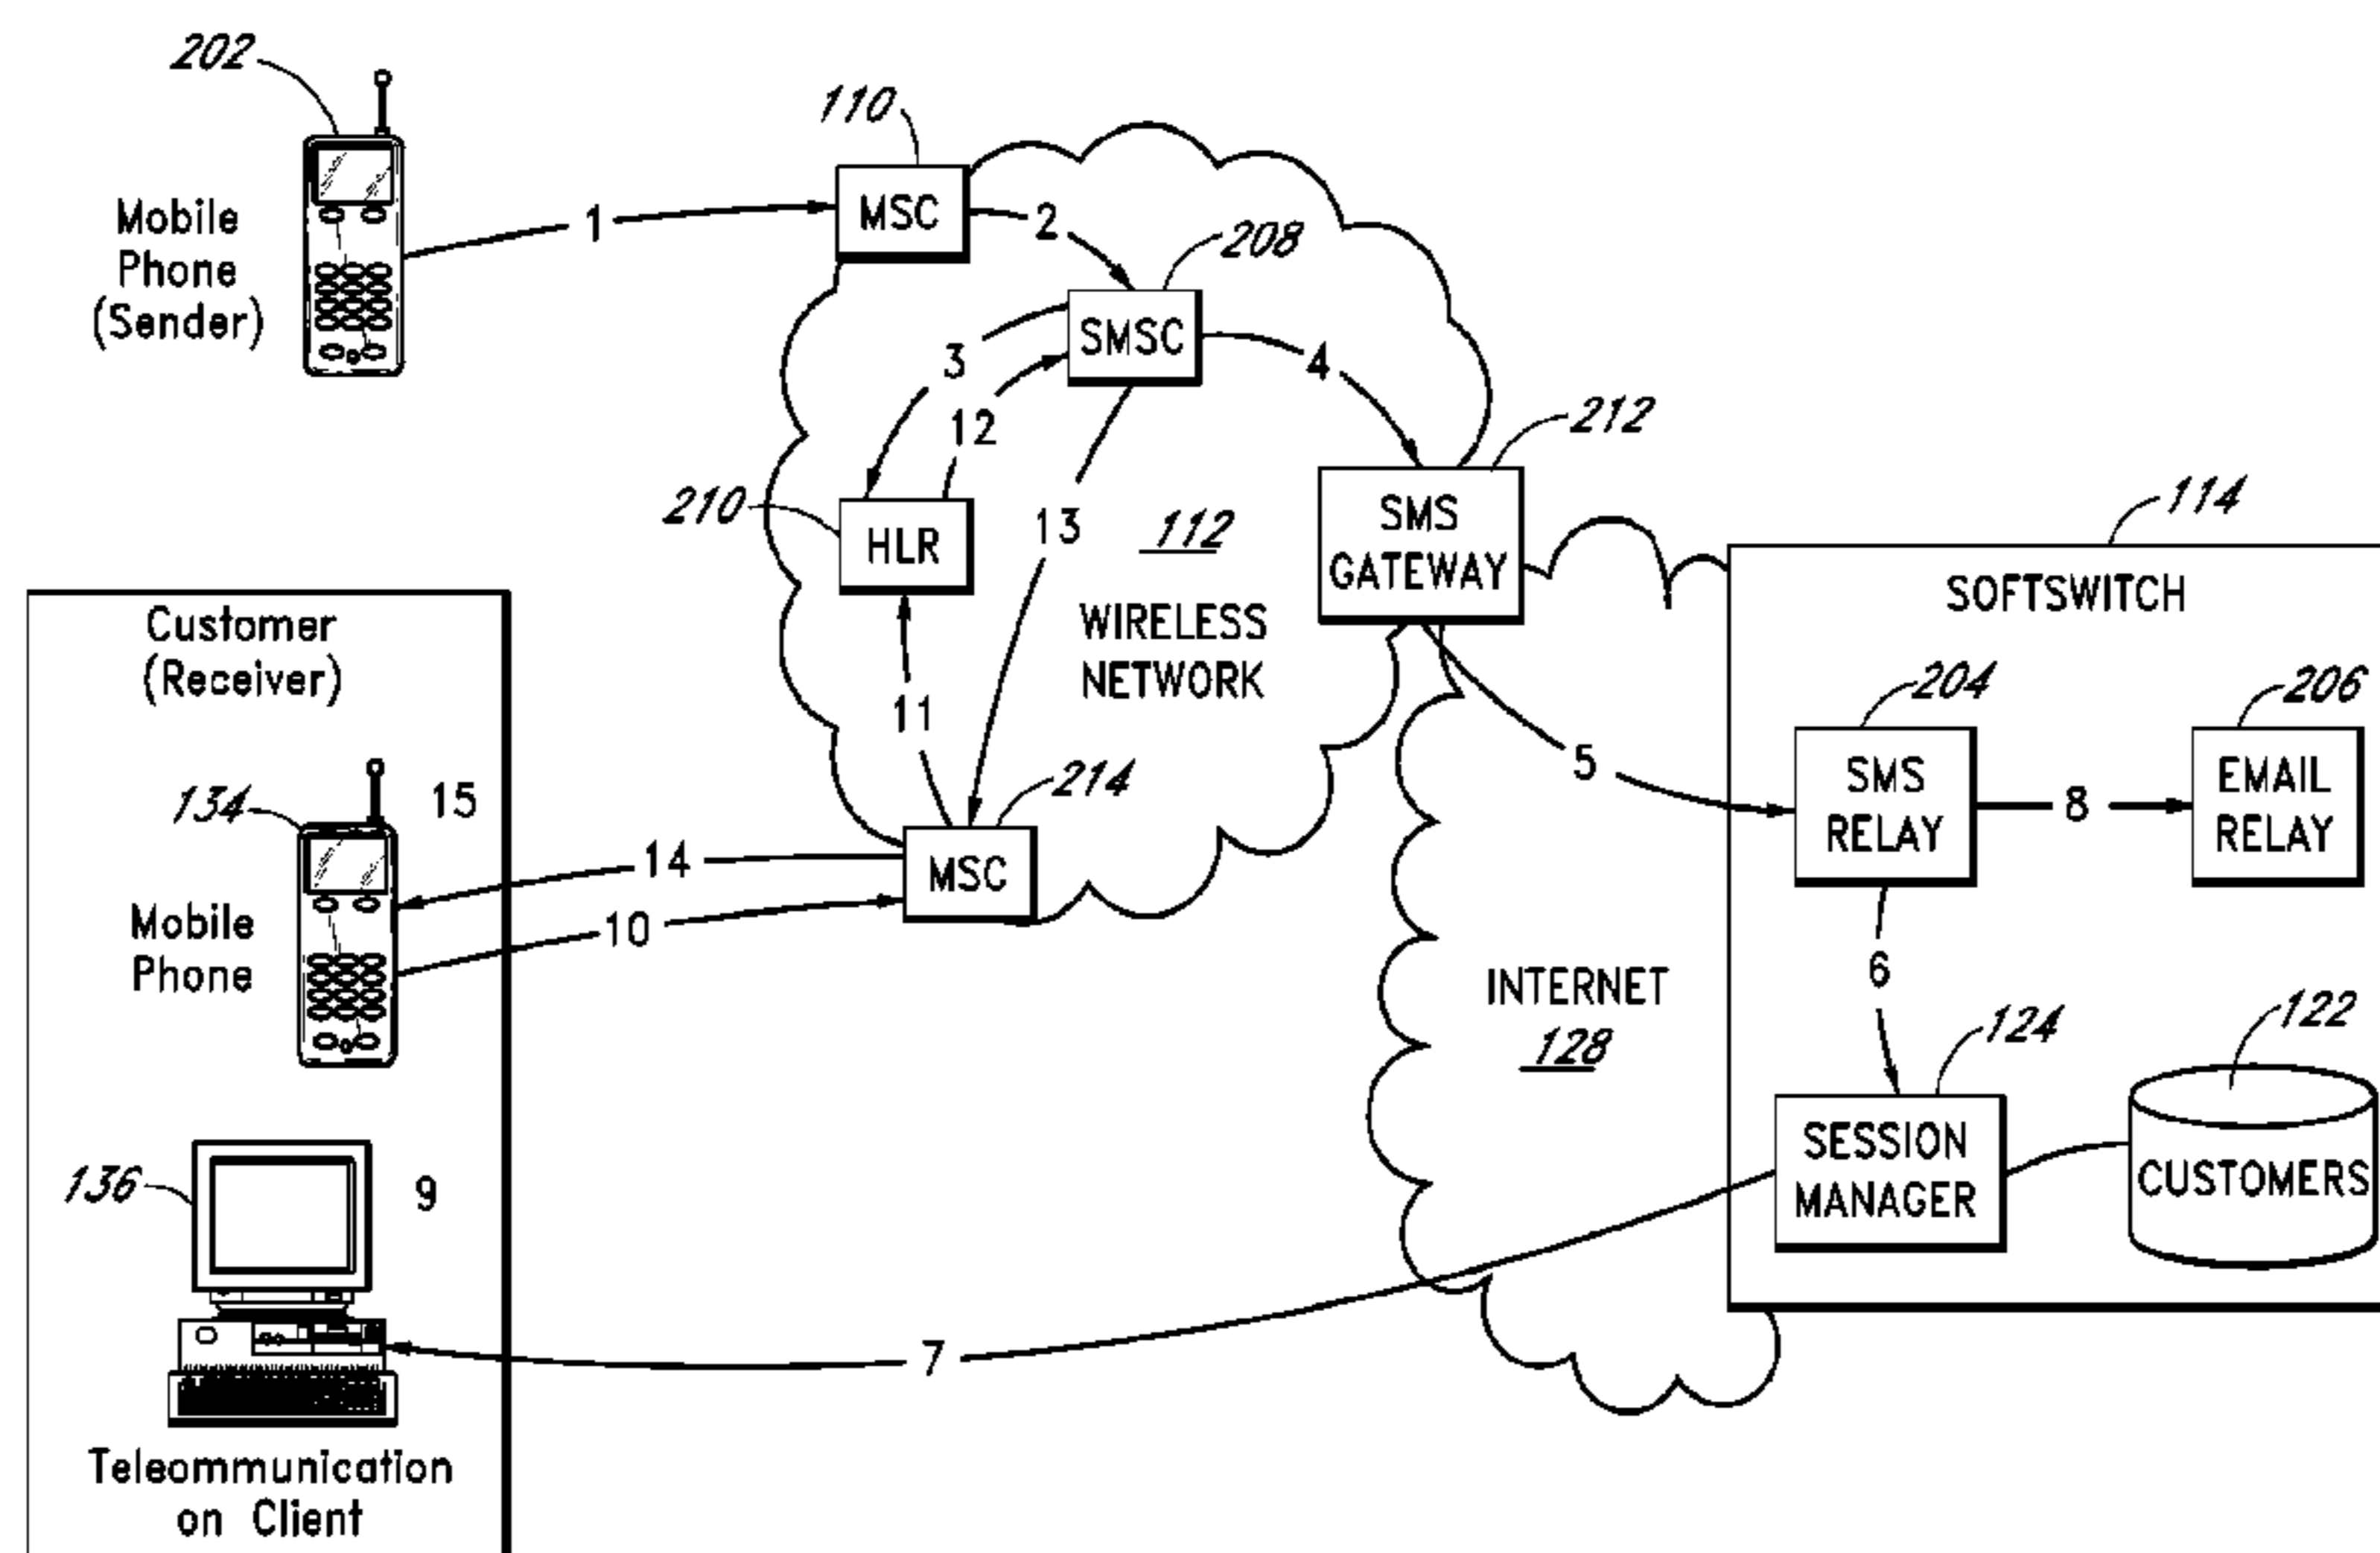 202
Mobile
Phone
(Sender)
1
110
MSC
2
208
SMSC
3
12
4
212
SMS
GATEWAY
210
HLR
13
112
WIRELESS
NETWORK
11
214
MSC
114
SOFTSWITCH
204
SMS
RELAY
8
206
EMAIL
RELAY
5
6
124
SESSION
MANAGER
122
CUSTOMERS
INTERNET
128
Customer
(Receiver)
134
15
Mobile
Phone
14
10
136
9
7
Telecommunication
on Client